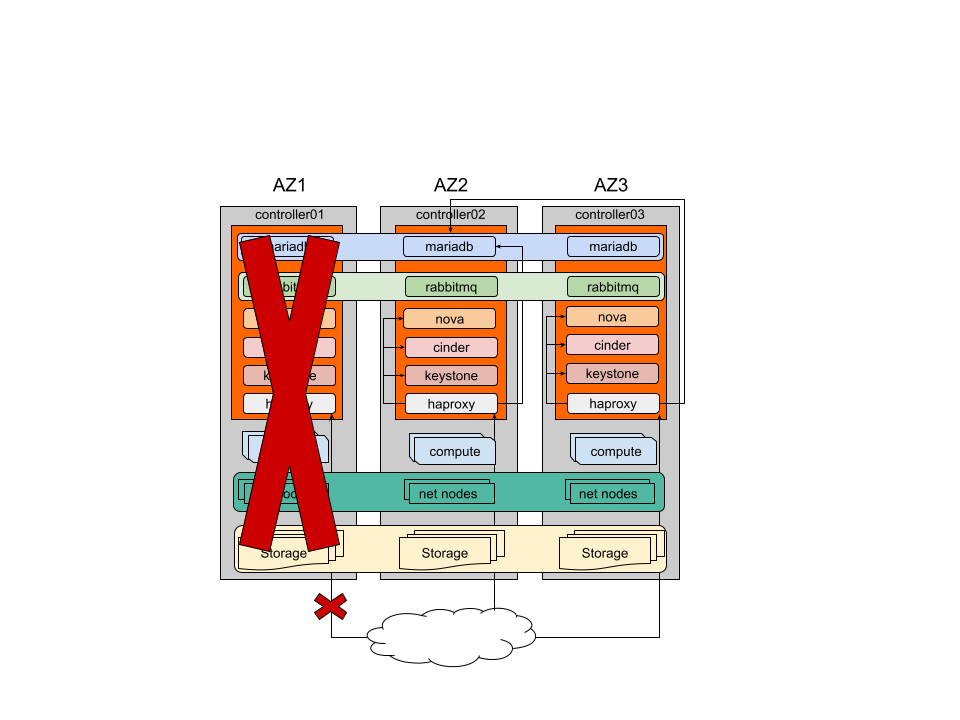 AZ1
AZ2
AZ3
controller01
controller02
controller03
mariadb
mariadb
rabbitmq
rabbitmq
nova
nova
cinder
cinder
keystone
keystone
haproxy
haproxy
compute
compute
net nodes
net nodes
Storage
Storage
Storage